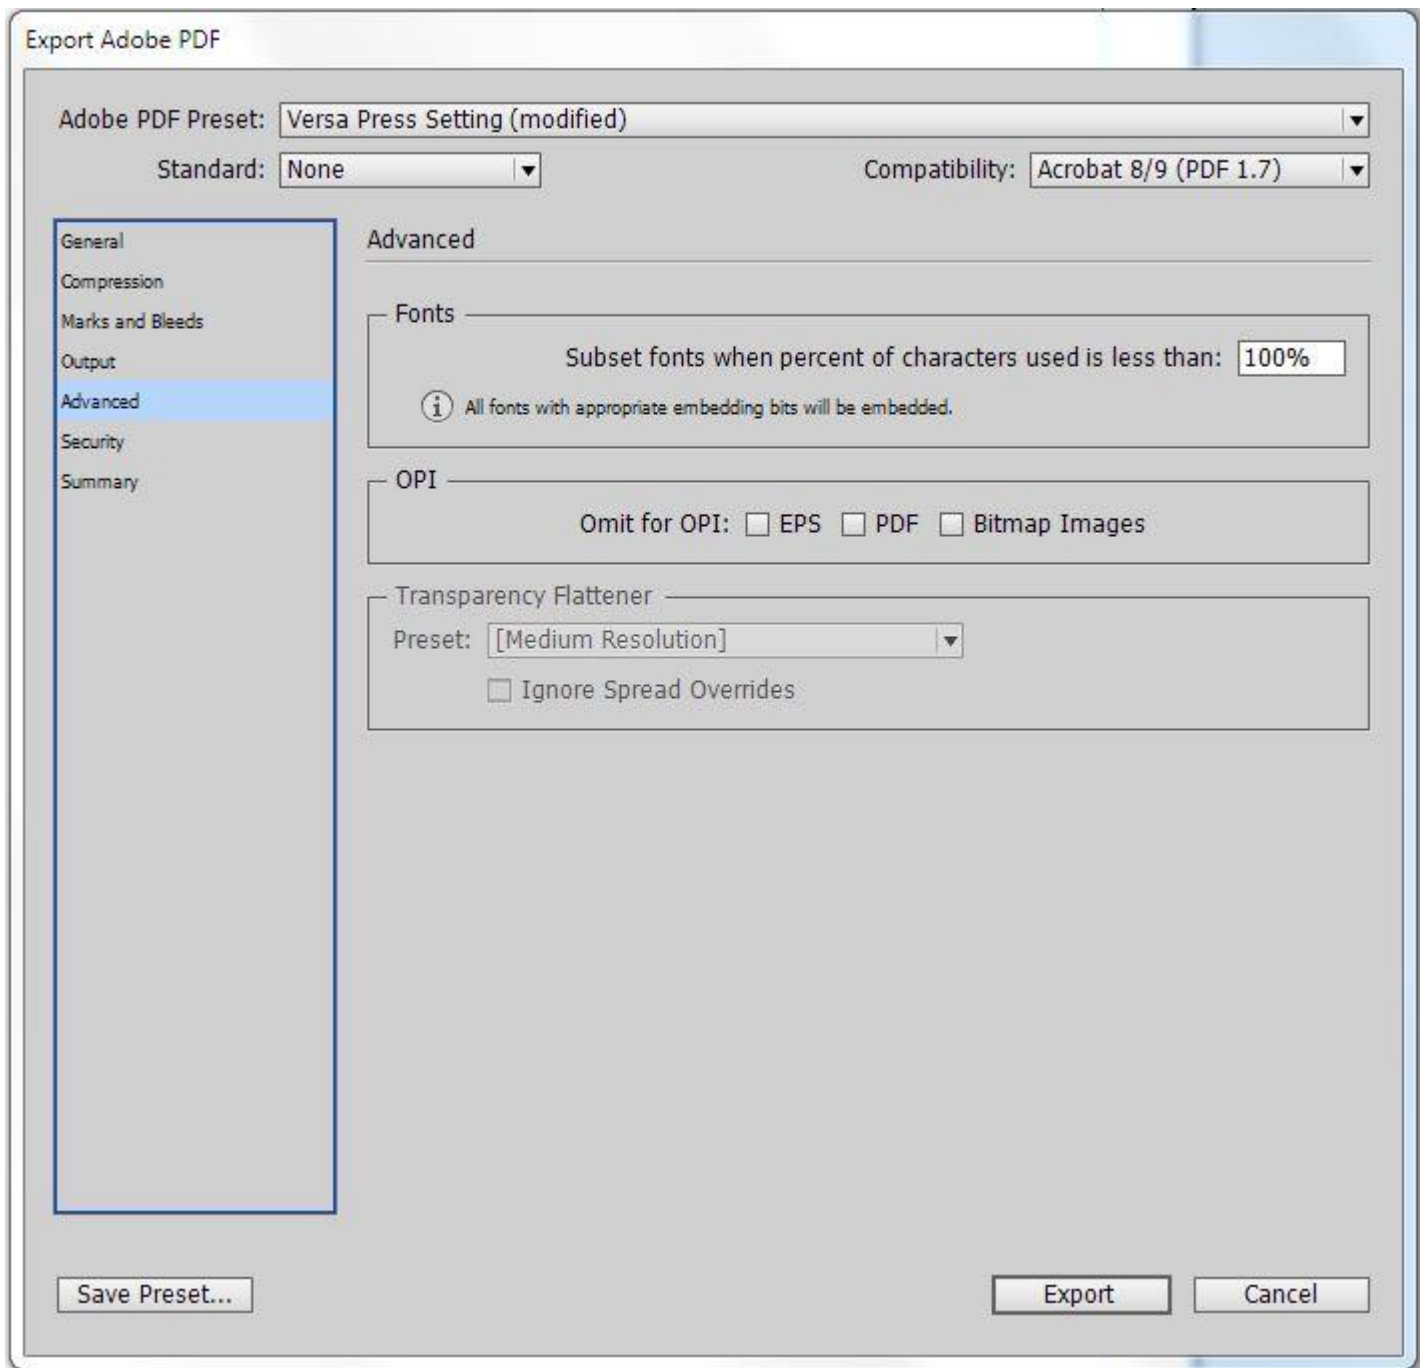 Export Adobe PDF
Adobe PDF Preset: Versa Press Setting (modified)
Standard: None Compatibility: Acrobat 8/9 (PDF 1.7)
General
Compression
Marks and Bleeds
Output
Advanced
Security
Summary
Advanced
Fonts
Subset fonts when percent of characters used is less than: 100%
All fonts with appropriate embedding bits will be embedded.
OPI
Omit for OPI: EPS PDF Bitmap Images
Transparency Flattener
Preset: [Medium Resolution]
Ignore Spread Overrides
Save Preset... Export Cancel